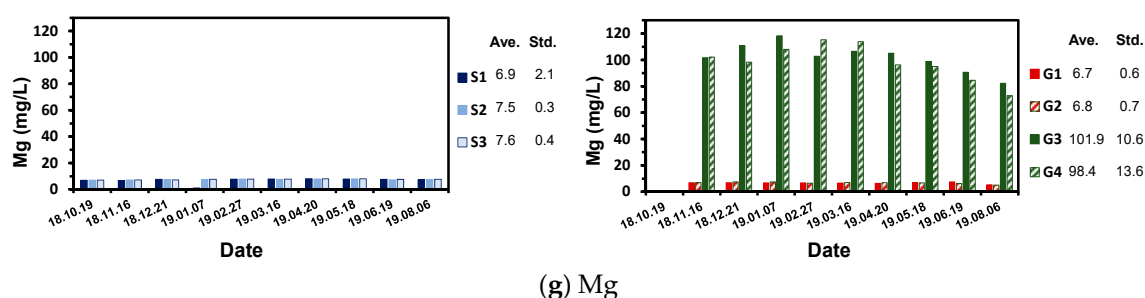 120
100
80
60
40
20
0
Mg (mg/L)
18.10.19
18.11.16
18.12.21
19.01.07
19.02.27
19.03.16
19.04.20
19.05.18
19.06.19
19.08.06
Date
Ave. Std.
S1 6.9 2.1
S2 7.5 0.3
S3 7.6 0.4
120
100
80
60
40
20
0
Mg (mg/L)
18.10.19
18.11.16
18.12.21
19.01.07
19.02.27
19.03.16
19.04.20
19.05.18
19.06.19
19.08.06
Date
Ave. Std.
G1 6.7 0.6
G2 6.8 0.7
G3 101.9 10.6
G4 98.4 13.6
(g) Mg